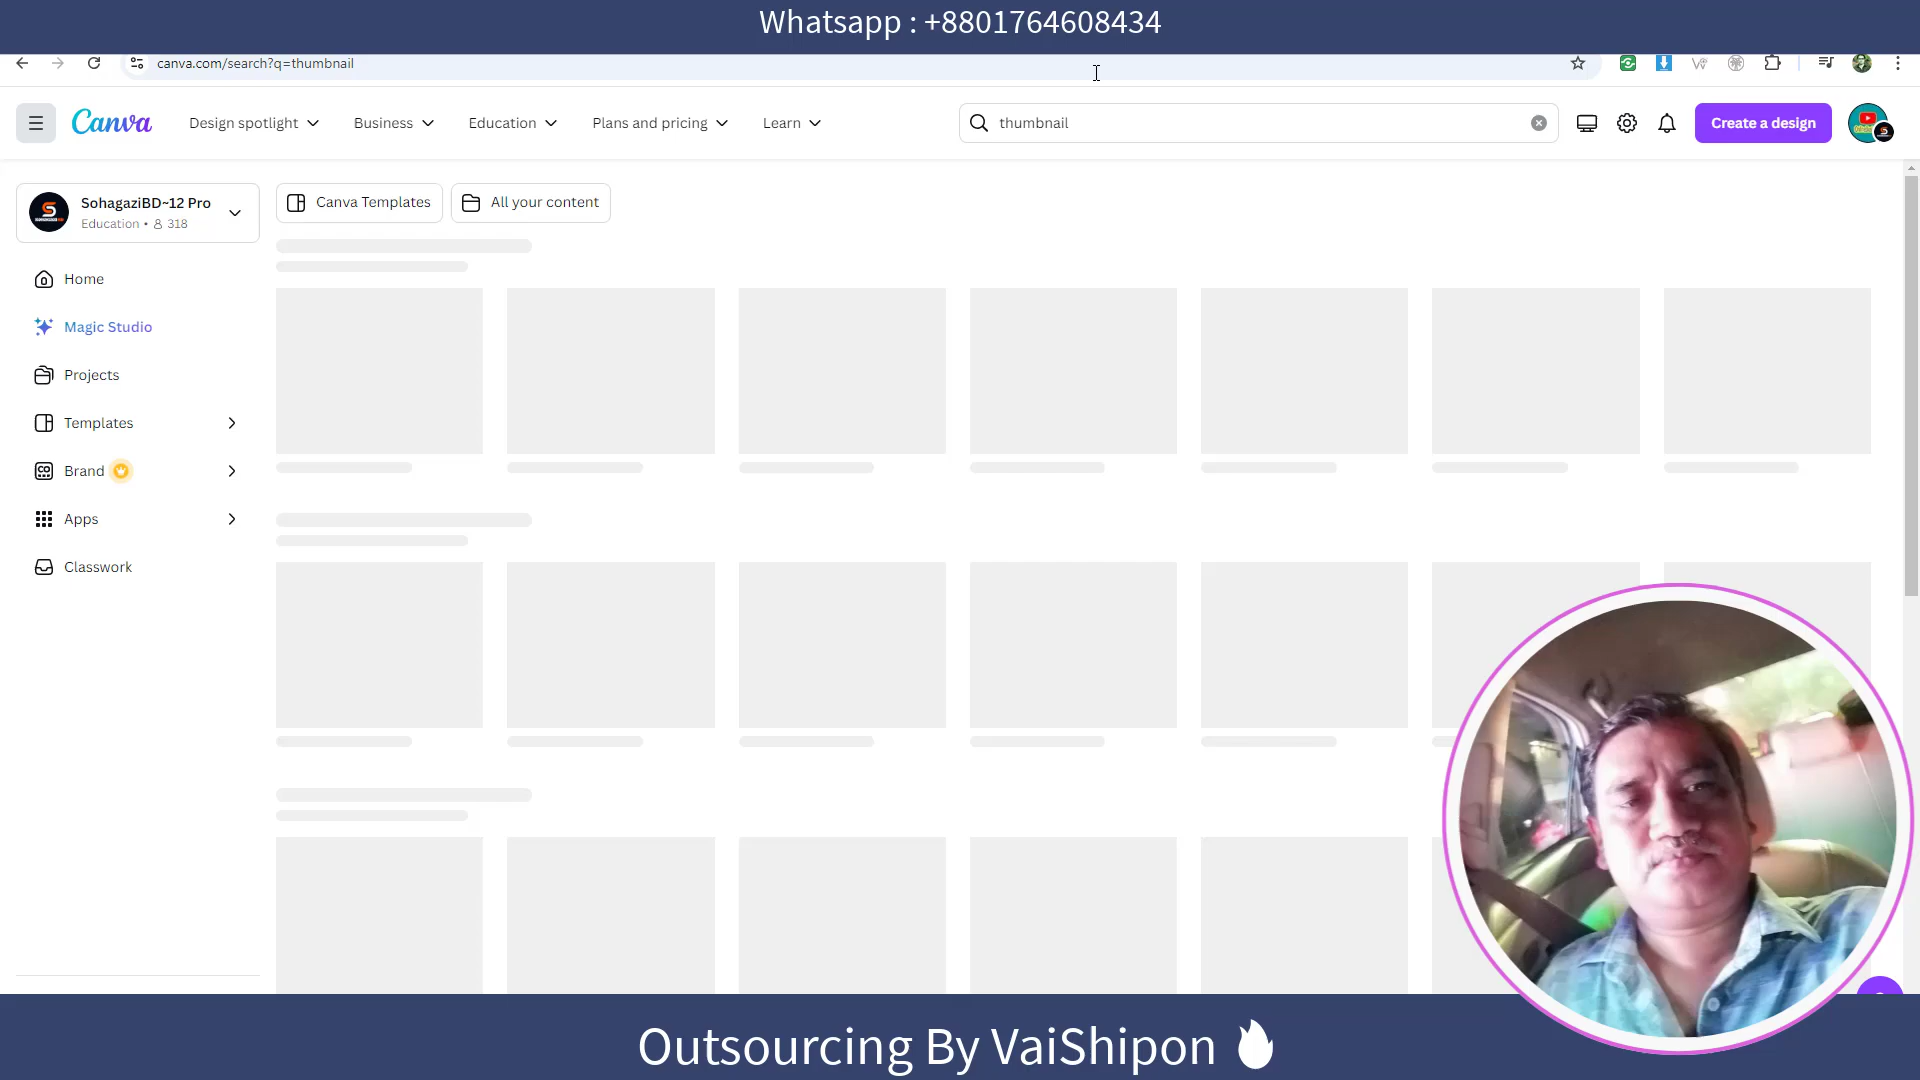 Whatsapp : +8801764608434
canva.com/search?q=thumbnail
Canva
Design spotlight
Business
Education
Plans and pricing
Learn
thumbnail
Create a design
SohagaziBD~12 Pro
Education • 318
Canva Templates
All your content
Home
Magic Studio
Projects
Templates
Brand
Apps
Classwork
Outsourcing By VaiShipon